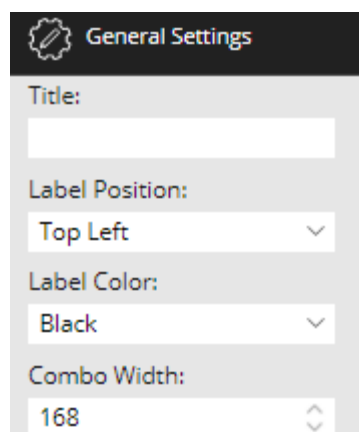 General Settings
Title:
Label Position:
Top Left
Label Color:
Black
Combo Width:
168